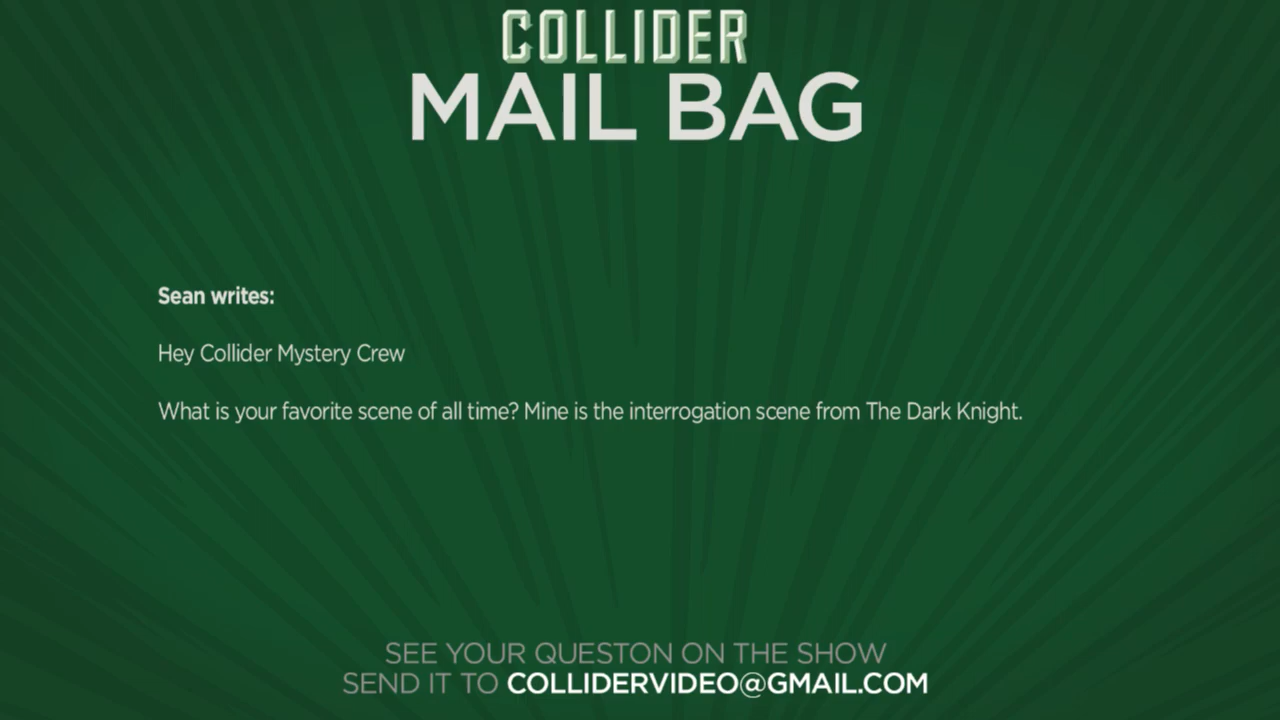 COLLIDER
MAIL BAG
Sean writes:
Hey Collider Mystery Crew
What is your favorite scene of all time? Mine is the interrogation scene from The Dark Knight.
SEE YOUR QUESTON ON THE SHOW
SEND IT TO COLLIDERVIDEO@GMAIL.COM